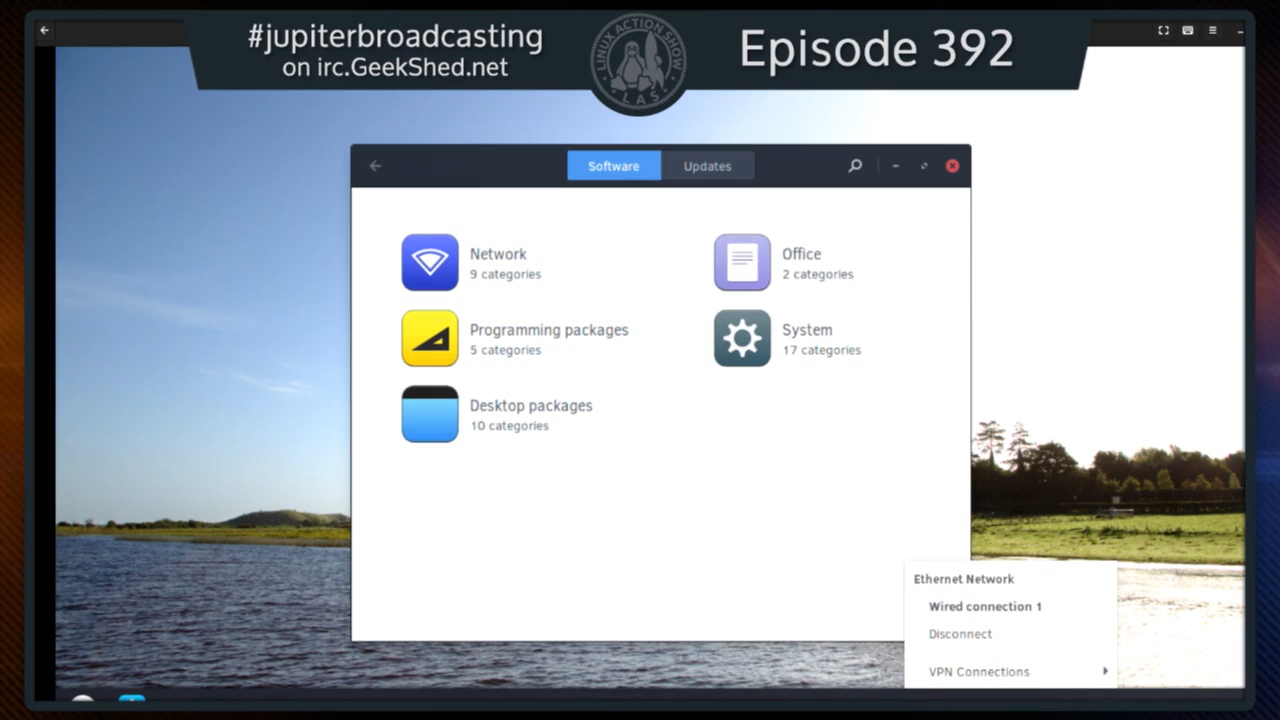 #jupiterbroadcasting
on irc.GeekShed.net
LINUX ACTION SHOW
LAS
Episode 392
Software
Updates
Network
9 categories
Office
2 categories
Programming packages
5 categories
System
17 categories
Desktop packages
10 categories
Ethernet Network
Wired connection 1
Disconnect
VPN Connections